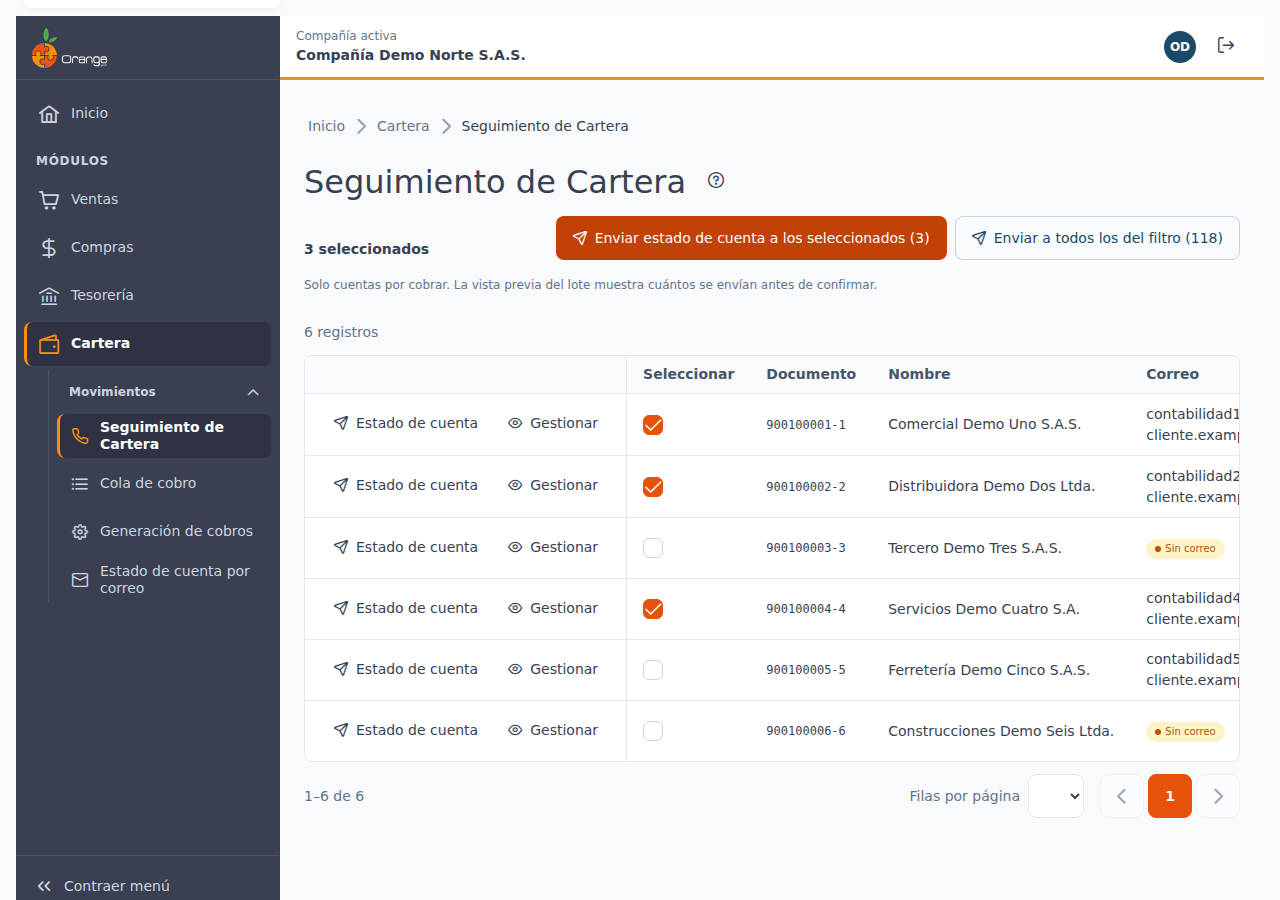 Orange
Compañía activa
Compañía Demo Norte S.A.S.
OD
Inicio
MÓDULOS
Ventas
Compras
Tesorería
Cartera
Movimientos
Seguimiento de
Cartera
Cola de cobro
Generación de cobros
Estado de cuenta por
correo
Contraer menú
Inicio Cartera Seguimiento de Cartera
Seguimiento de Cartera
3 seleccionados
Enviar estado de cuenta a los seleccionados (3)
Enviar a todos los del filtro (118)
Solo cuentas por cobrar. La vista previa del lote muestra cuántos se envían antes de confirmar.
6 registros
Seleccionar Documento Nombre Correo
Estado de cuenta Gestionar 900100001-1 Comercial Demo Uno S.A.S. contabilidad1
cliente.examp
Estado de cuenta Gestionar 900100002-2 Distribuidora Demo Dos Ltda. contabilidad2
cliente.examp
Estado de cuenta Gestionar 900100003-3 Tercero Demo Tres S.A.S. Sin correo
Estado de cuenta Gestionar 900100004-4 Servicios Demo Cuatro S.A. contabilidad4
cliente.examp
Estado de cuenta Gestionar 900100005-5 Ferretería Demo Cinco S.A.S. contabilidad5
cliente.examp
Estado de cuenta Gestionar 900100006-6 Construcciones Demo Seis Ltda. Sin correo
1–6 de 6
Filas por página
1